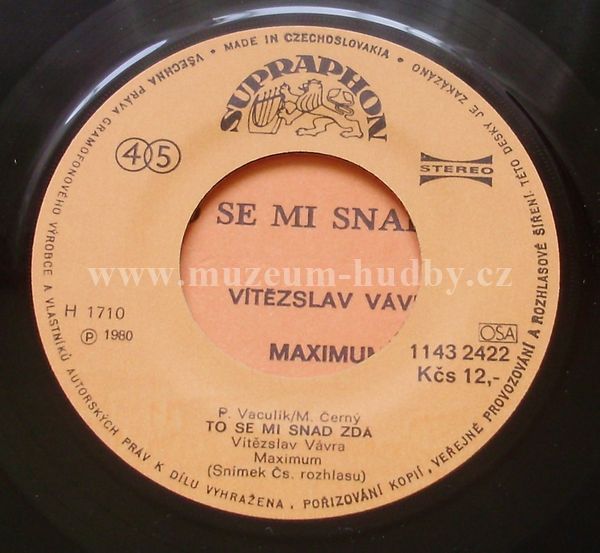 VŠECHNA PRÁVA GRAMOFONOVÉHO VÝROBCE A VLASTNÍKŮ AUTORSKÝCH PRÁV K DÍLU VYHRAŽENA. POŘIZOVÁNÍ KOPIÍ, VEŘEJNÉ PROVOZOVÁNÍ A ROZHLASOVÉ ŠÍŘENÍ TÉTO DESKY JE ZAKÁZÁNO • MADE IN CZECHOSLOVAKIA •
SUPRAPHON
45
STEREO
O SE MI SNAD
www.muzeum-hudby.cz
VÍTĚZSLAV VÁV
MAXIMUM
H 1710
Ⓟ 1980
OSA
1143 2422
Kčs 12,-
P. Vaculík/M. Černý
TO SE MI SNAD ZDÁ
Vítězslav Vávra
Maximum
(Snímek Čs. rozhlasu)